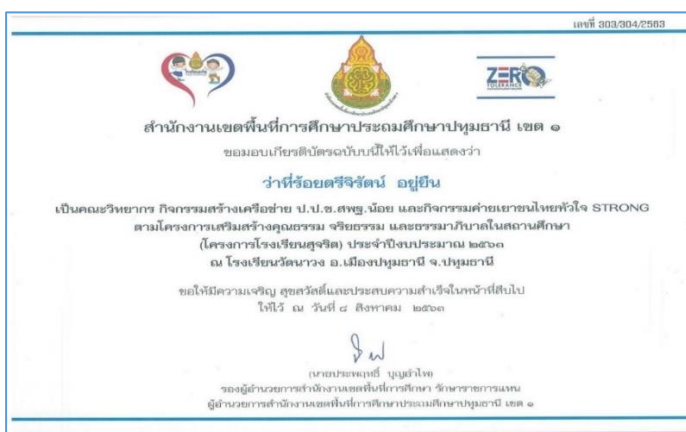 เลขที่ 303/304/2563
ZERO
TOLERANCE
สำนักงานเขตพื้นที่การศึกษาประถมศึกษาปทุมธานี เขต ๑
ขอมอบเกียรติบัตรฉบับนี้ให้ไว้เพื่อแสดงว่า
ว่าที่ร้อยตรีจิรัตน์ อยู่ยืน
เป็นคณะวิทยากร กิจกรรมสร้างเครือข่าย ป.ป.ช.สพฐ.น้อย และกิจกรรมค่ายเยาวชนไทยหัวใจ STRONG
ตามโครงการเสริมสร้างคุณธรรม จริยธรรม และธรรมาภิบาลในสถานศึกษา
(โครงการโรงเรียนสุจริต) ประจำปีงบประมาณ ๒๕๖๓
ณ โรงเรียนวัดนาวง อ.เมืองปทุมธานี จ.ปทุมธานี
ขอให้มีความเจริญ สุขสวัสดิ์และประสบความสำเร็จในหน้าที่สืบไป
ให้ไว้ ณ วันที่ ๘ สิงหาคม ๒๕๖๓
(นายประพฤทธิ์ บุญอำไพ)
รองผู้อำนวยการสำนักงานเขตพื้นที่การศึกษา รักษาราชการแทน
ผู้อำนวยการสำนักงานเขตพื้นที่การศึกษาประถมศึกษาปทุมธานี เขต ๑